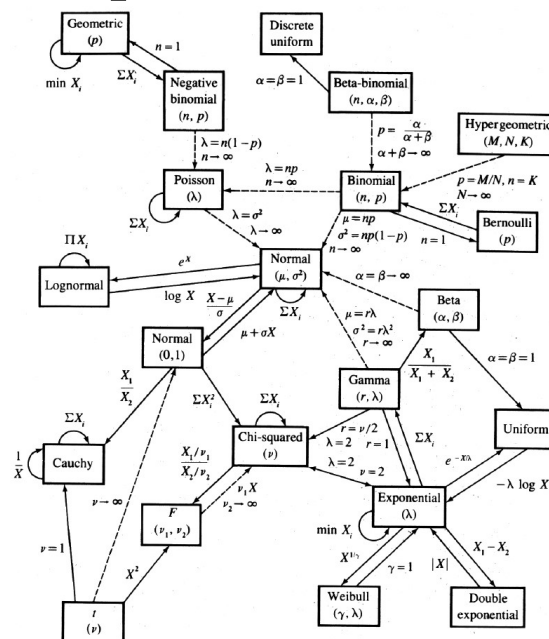 Geometric
(p)
n = 1
min X_i
ΣX_i
Negative
binomial
(n, p)
Discrete
uniform
α = β = 1
Beta-binomial
(n, α, β)
p = α/(α + β)
α + β → ∞
Hypergeometric
(M, N, K)
λ = n(1 − p)
n → ∞
λ = np
n → ∞
p = M/N, n = K
N → ∞
Poisson
(λ)
ΣX_i
λ = σ²
λ → ∞
Binomial
(n, p)
ΣX_i
n = 1
Bernoulli
(p)
μ = np
σ² = np(1 − p)
n → ∞
ΠX_i
Lognormal
e^X
log X
Normal
(μ, σ²)
ΣX_i
α = β → ∞
Beta
(α, β)
(X − μ)/σ
μ + σX
μ = rλ
σ² = rλ²
r → ∞
Normal
(0, 1)
X_1/(X_1 + X_2)
α = β = 1
X_1/X_2
ΣX_i²
Gamma
(r, λ)
ΣX_i
ΣX_i
Chi-squared
(ν)
r = ν/2
λ = 2
r = 1
ΣX_i
Uniform
1/X
Cauchy
(X_1/ν_1)/(X_2/ν_2)
λ = 2
ν = 2
e^(−X/λ)
−λ log X
ν → ∞
ν_1X
ν_2 → ∞
F
(ν_1, ν_2)
Exponential
(λ)
min X_i
ν = 1
X²
X^(1/γ)
γ = 1
|X|
X_1 − X_2
t
(ν)
Weibull
(γ, λ)
Double
exponential